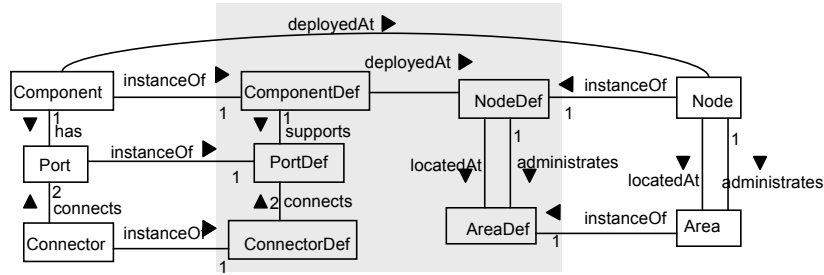 deployedAt
instanceOf
deployedAt
instanceOf
Component
ComponentDef
NodeDef
Node
1
1
1
1
has
supports
1
1
instanceOf
Port
PortDef
1
locatedAt
administrates
locatedAt
administrates
2
connects
2
connects
instanceOf
instanceOf
Connector
ConnectorDef
AreaDef
Area
1
1